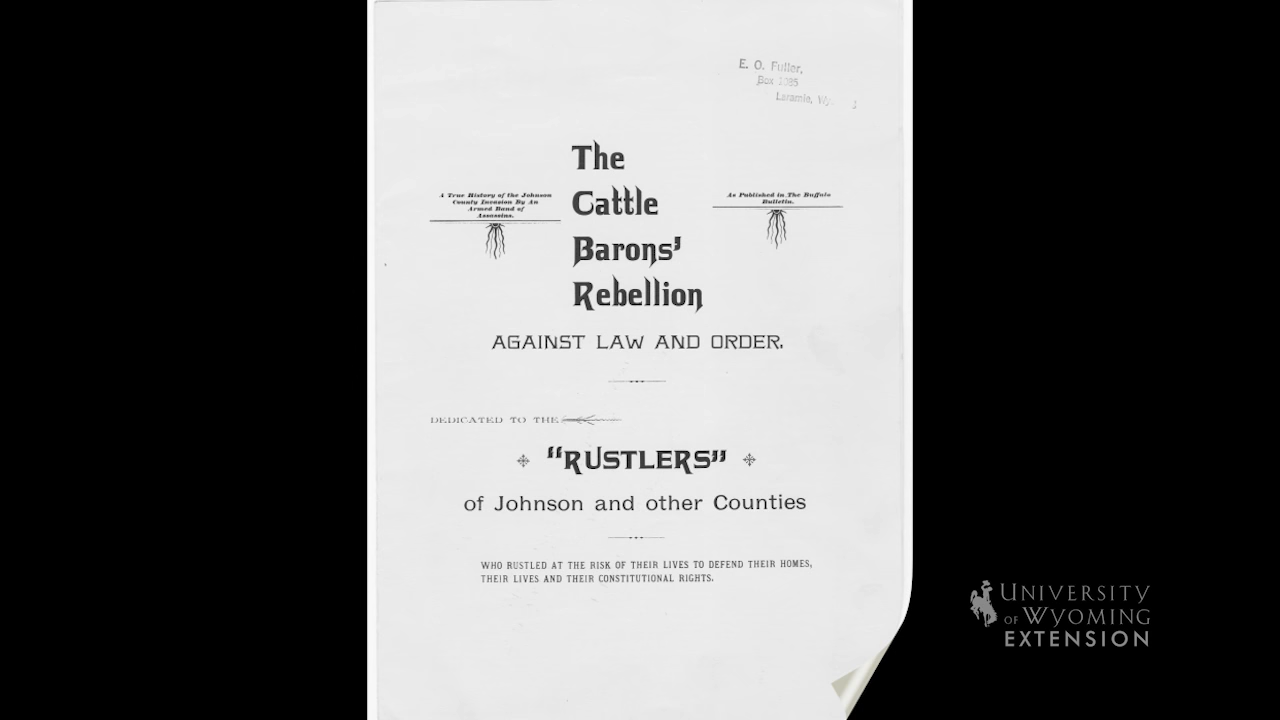 E. O. Fuller,
Box
Laramie,
The
Cattle
Barons'
Rebellion
A True History of the Johnson
County Invasion By An
Armed Band of
Assassins.
As Published in The Buffalo
Bulletin.
AGAINST LAW AND ORDER.
DEDICATED TO THE
"RUSTLERS"
of Johnson and other Counties
WHO RUSTLED AT THE RISK OF THEIR LIVES TO DEFEND THEIR HOMES,
THEIR LIVES AND THEIR CONSTITUTIONAL RIGHTS.
UNIVERSITY
OF WYOMING
EXTENSION